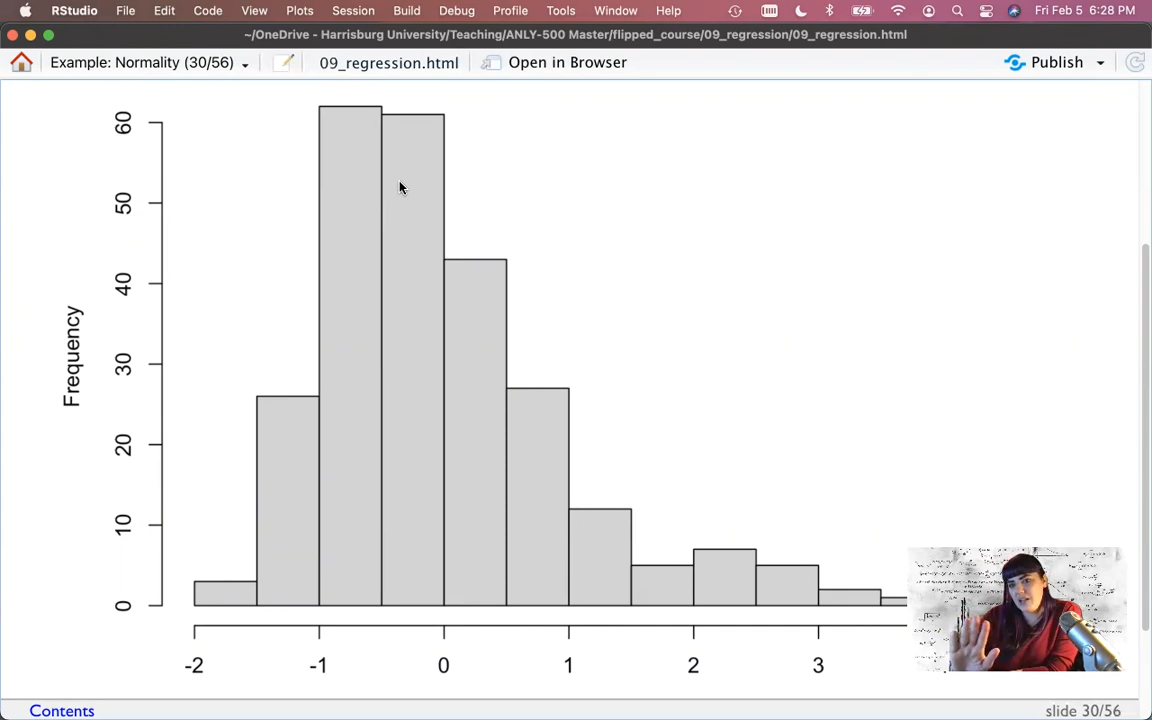 RStudio File Edit Code View Plots Session Build Debug Profile Tools Window Help Fri Feb 5 6:28 PM
~/OneDrive - Harrisburg University/Teaching/ANLY-500 Master/flipped_course/09_regression/09_regression.html
Example: Normality (30/56) 09_regression.html Open in Browser Publish
Frequency
60
50
40
30
20
10
0
-2 -1 0 1 2 3
Contents slide 30/56